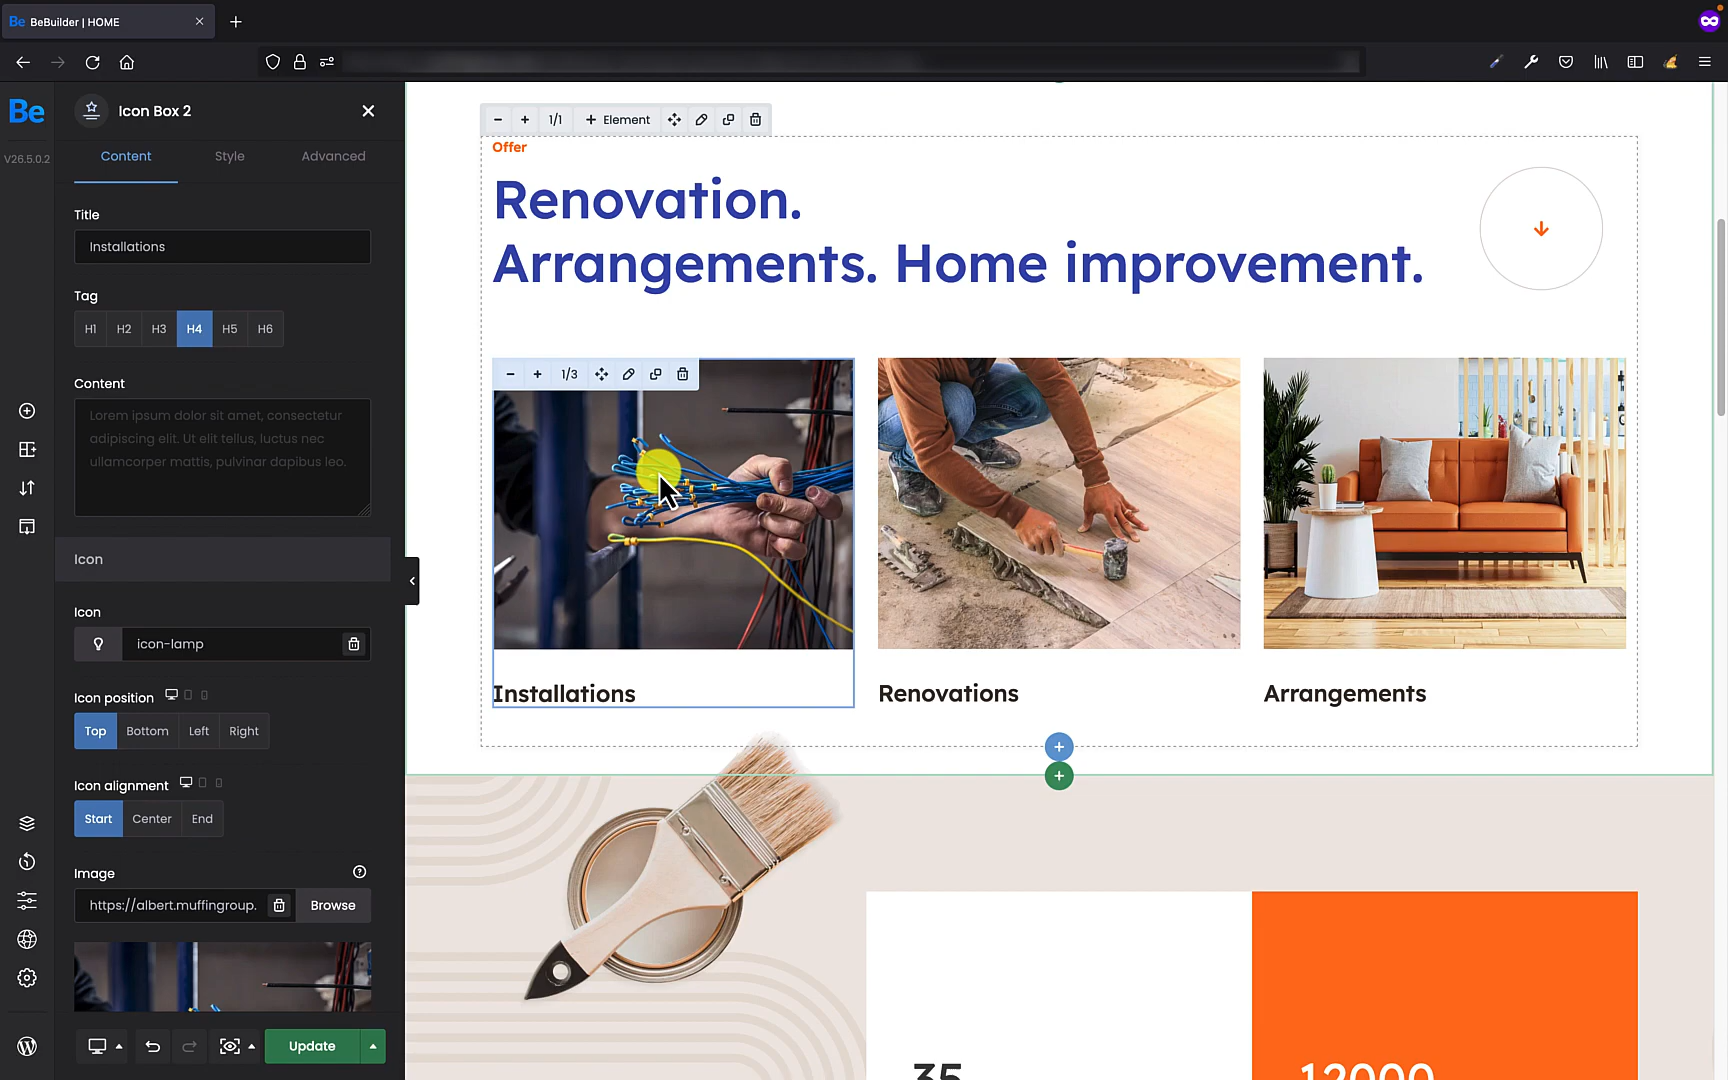 Be BeBuilder | HOME
Be
V26.5.0.2
Icon Box 2
Content Style Advanced
Title
Installations
Tag
H1 H2 H3 H4 H5 H6
Content
Lorem ipsum dolor sit amet, consectetur
adipiscing elit. Ut elit tellus, luctus nec
ullamcorper mattis, pulvinar dapibus leo.
Icon
Icon
icon-lamp
Icon position
Top Bottom Left Right
Icon alignment
Start Center End
Image
https://albert.muffingroup. Browse
Update
1/1 + Element
Offer
Renovation.
Arrangements. Home improvement.
1/3
Installations
Renovations
Arrangements
35
12000